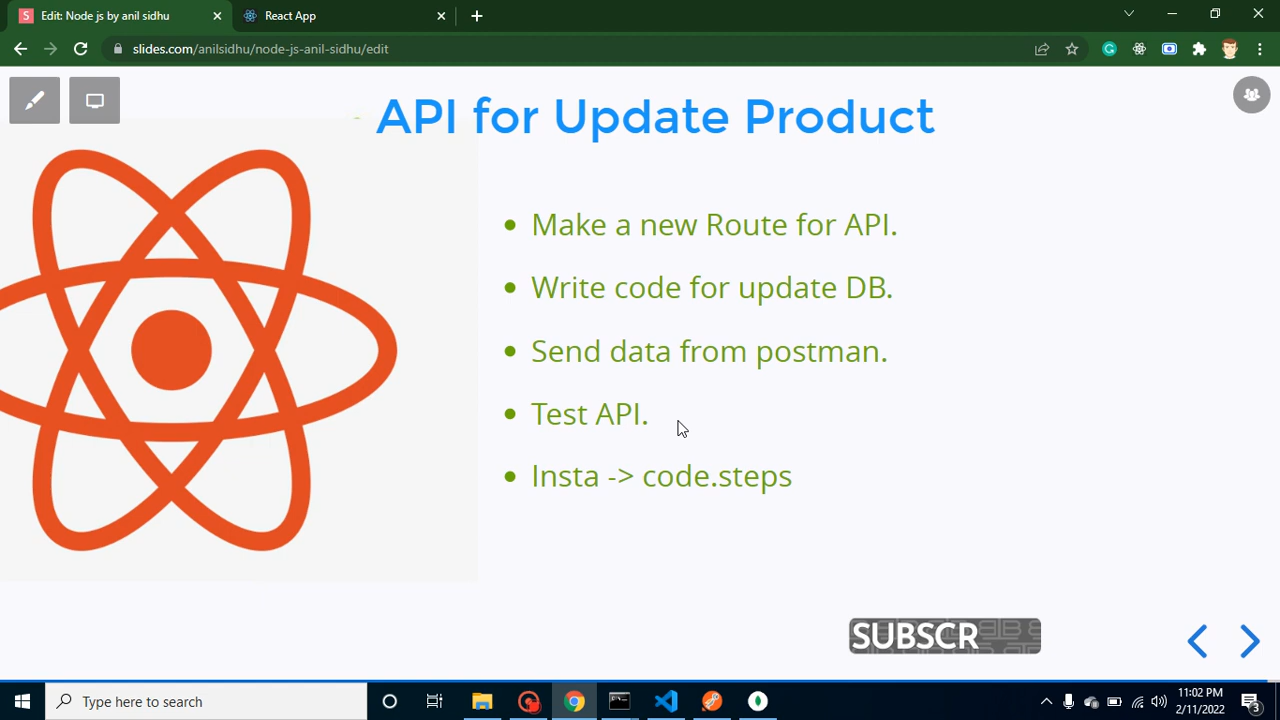 Edit: Node js by anil sidhu
React App
slides.com/anilsidhu/node-js-anil-sidhu/edit
API for Update Product
Make a new Route for API.
Write code for update DB.
Send data from postman.
Test API.
Insta -> code.steps
SUBSCR
Type here to search
11:02 PM
2/11/2022
3